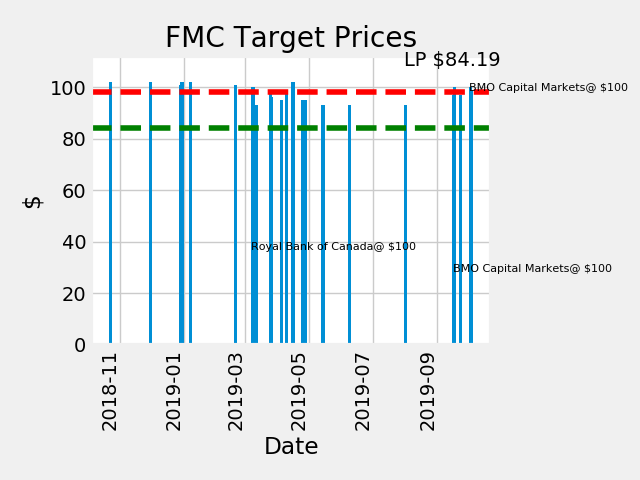 FMC Target Prices
LP $84.19
BMO Capital Markets@ $100
Royal Bank of Canada@ $100
BMO Capital Markets@ $100
$
100
80
60
40
20
0
2018-11
2019-01
2019-03
2019-05
2019-07
2019-09
Date